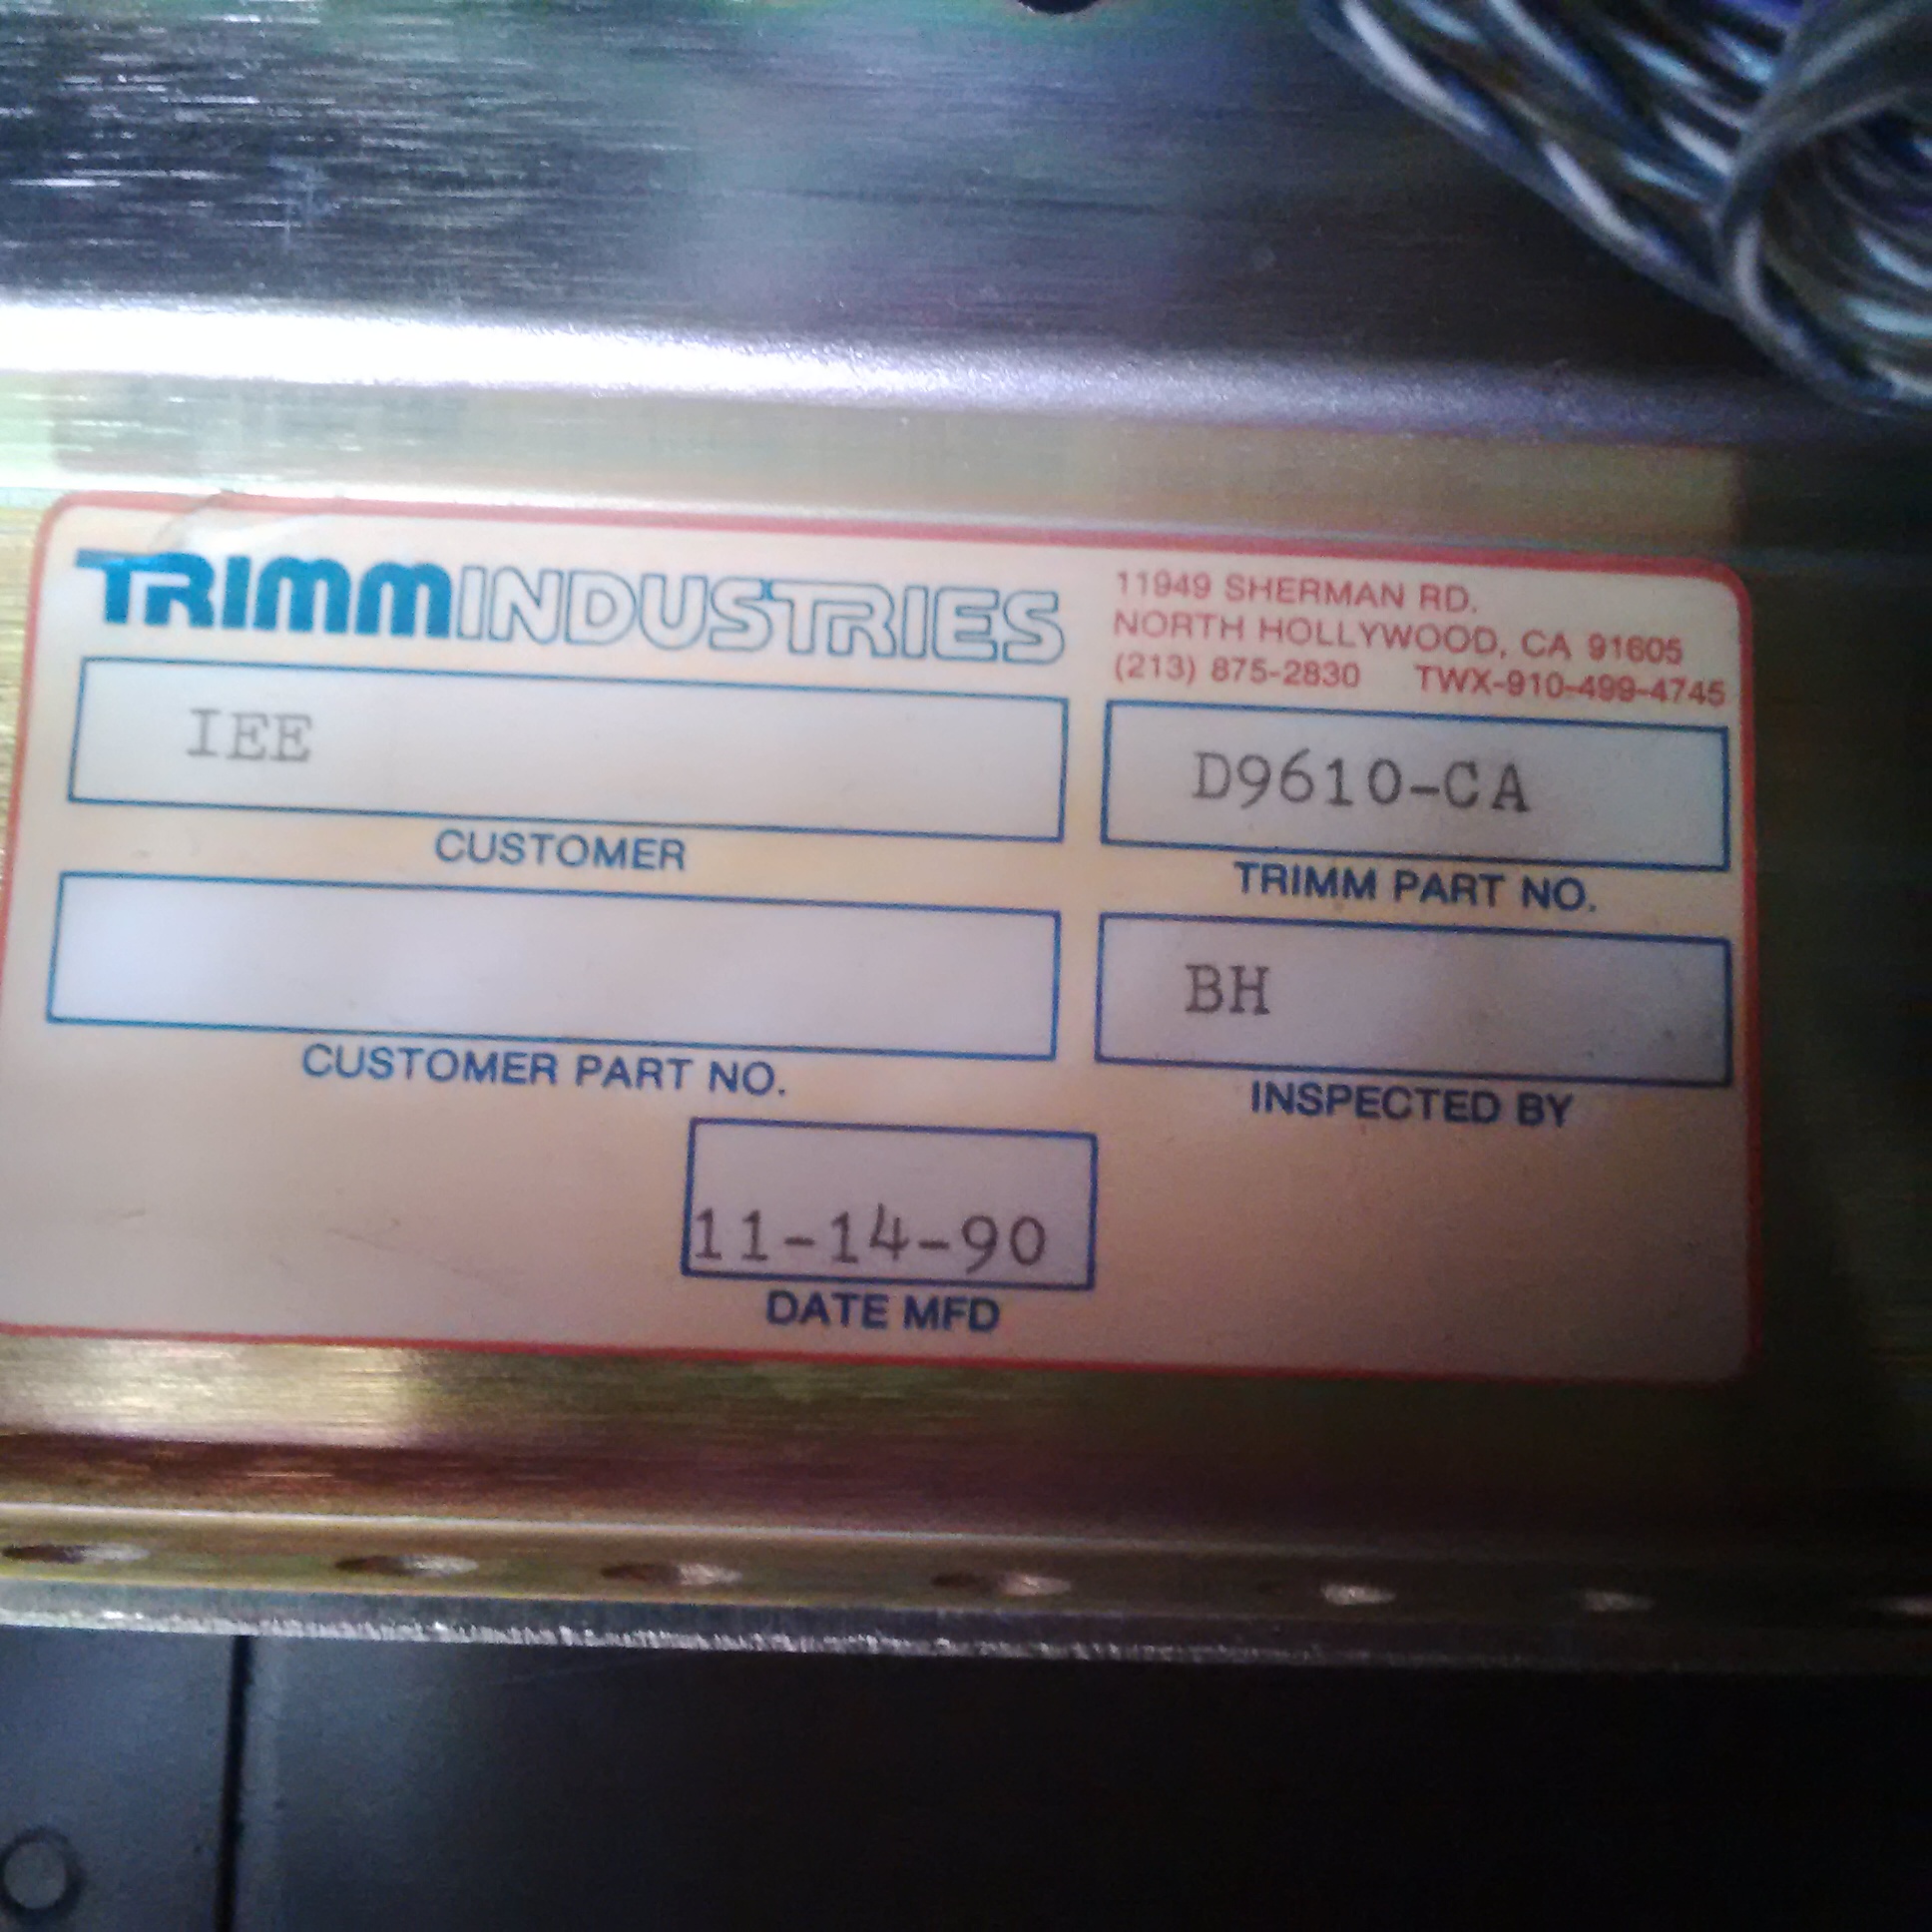 TRIMMINDUSTRIES
11949 SHERMAN RD.
NORTH HOLLYWOOD, CA 91605
(213) 875-2830 TWX-910-499-4745
IEE
CUSTOMER
D9610-CA
TRIMM PART NO.
CUSTOMER PART NO.
BH
INSPECTED BY
11-14-90
DATE MFD